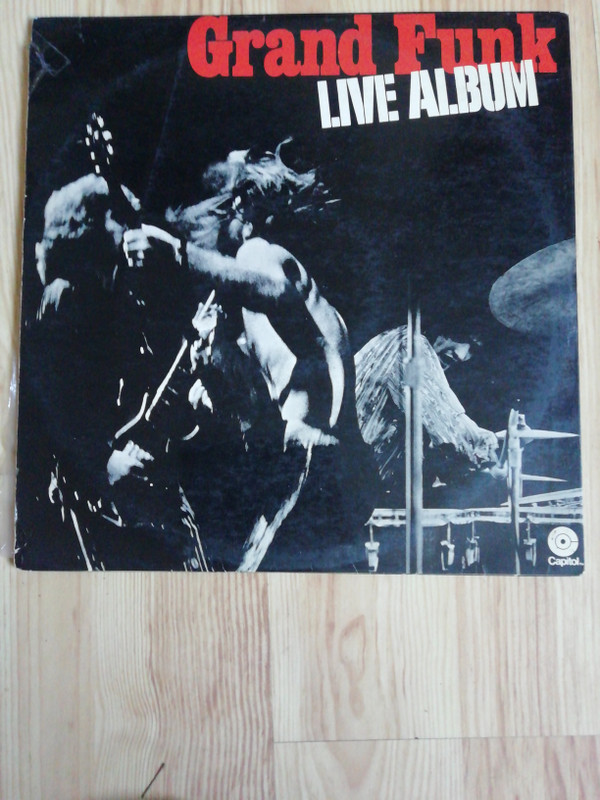 Grand Funk
LIVE ALBUM
Capitol